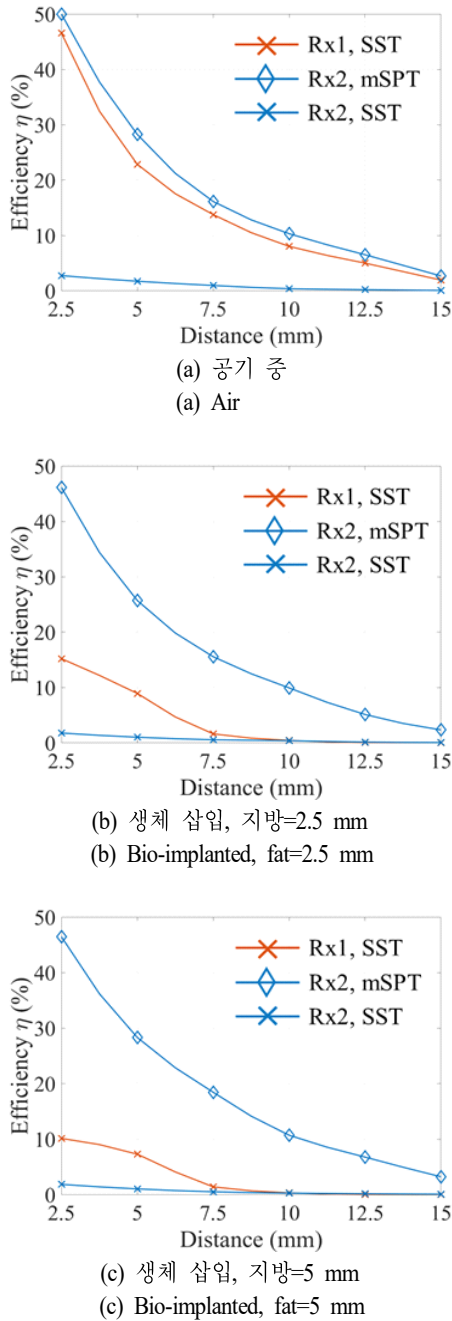 50
40
30
20
10
0
Efficiency η (%)
Rx1, SST
Rx2, mSPT
Rx2, SST
2.5 5 7.5 10 12.5 15
Distance (mm)
(a) 공기 중
(a) Air
50
40
30
20
10
0
Efficiency η (%)
Rx1, SST
Rx2, mSPT
Rx2, SST
2.5 5 7.5 10 12.5 15
Distance (mm)
(b) 생체 삽입, 지방=2.5 mm
(b) Bio-implanted, fat=2.5 mm
50
40
30
20
10
0
Efficiency η (%)
Rx1, SST
Rx2, mSPT
Rx2, SST
2.5 5 7.5 10 12.5 15
Distance (mm)
(c) 생체 삽입, 지방=5 mm
(c) Bio-implanted, fat=5 mm